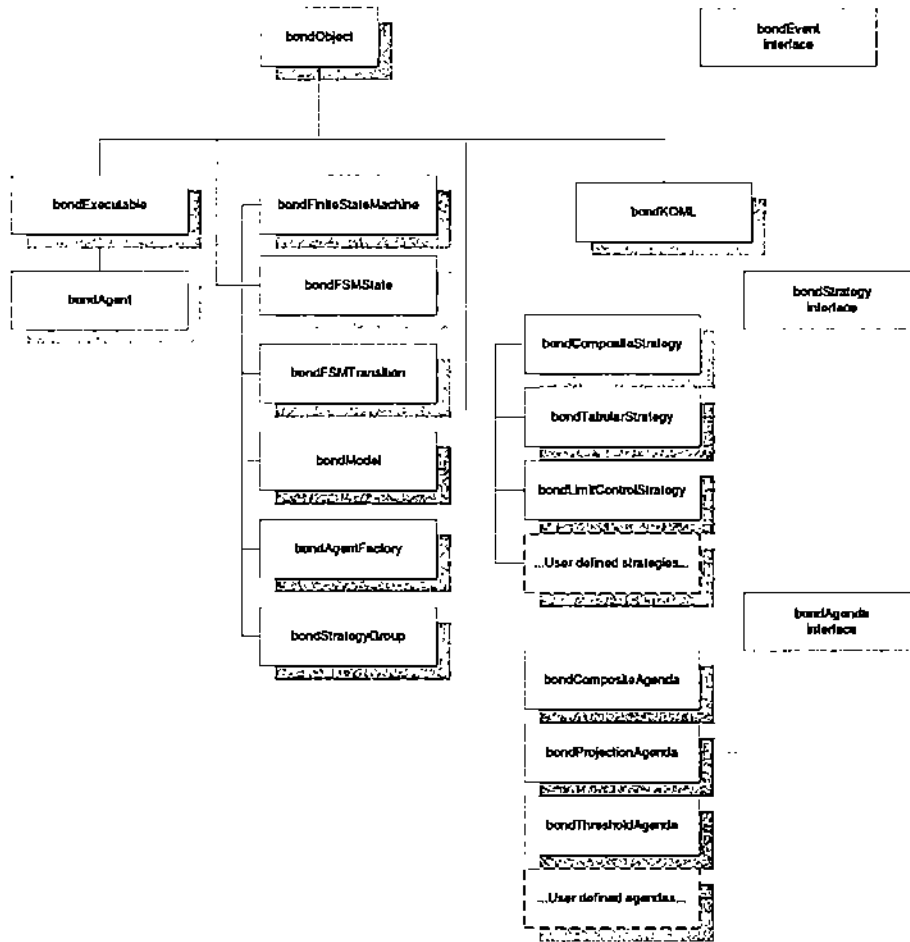 bondObject
bondEvent
interface
bondExecutable
bondFiniteStateMachine
bondKQML
bondAgent
bondFSMState
bondStrategy
interface
bondCompositeStrategy
bondFSMTransition
bondTabularStrategy
bondModel
bondLimitControlStrategy
bondAgentFactory
...User defined strategies...
bondAgenda
interface
bondStrategyGroup
bondCompositeAgenda
bondProjectionAgenda
bondThresholdAgenda
...User defined agendas...